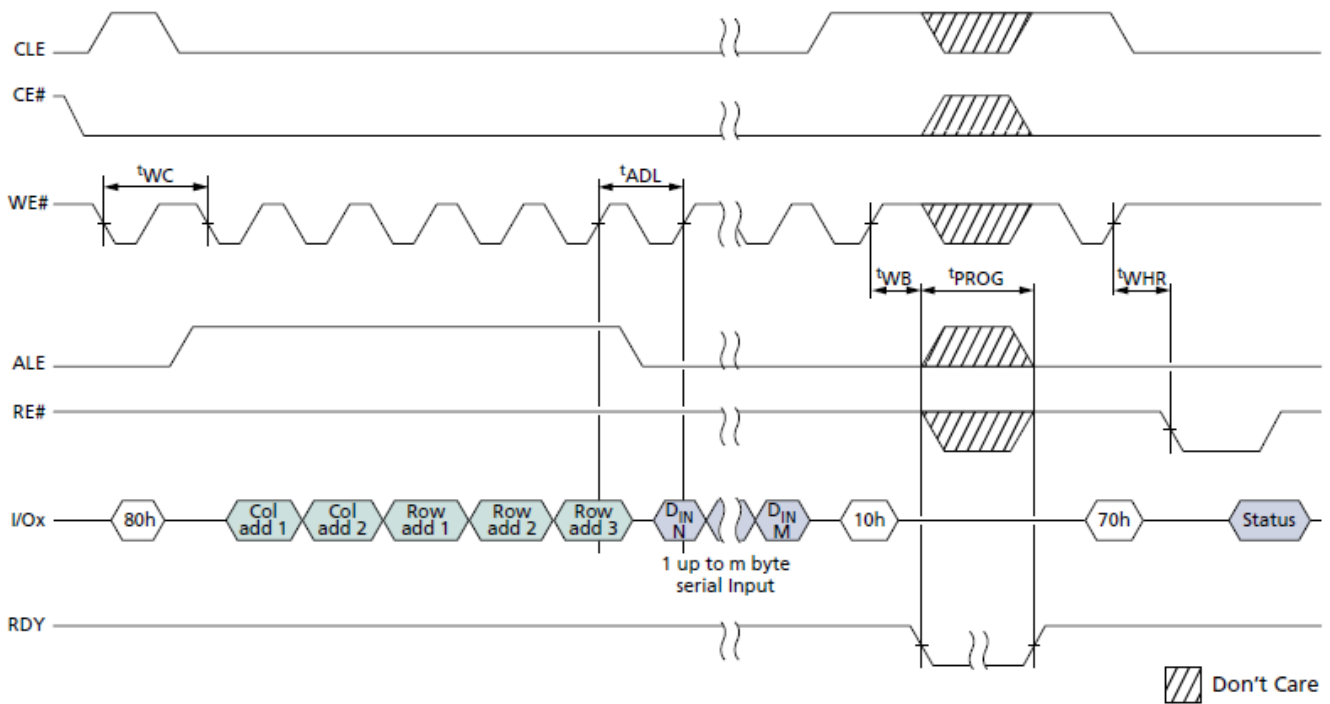 CLE
CE#
tWC
tADL
WE#
tWB
tPROG
tWHR
ALE
RE#
I/Ox
80h
Col
add 1
Col
add 2
Row
add 1
Row
add 2
Row
add 3
DIN
N
DIN
M
10h
70h
Status
1 up to m byte
serial Input
RDY
Don't Care